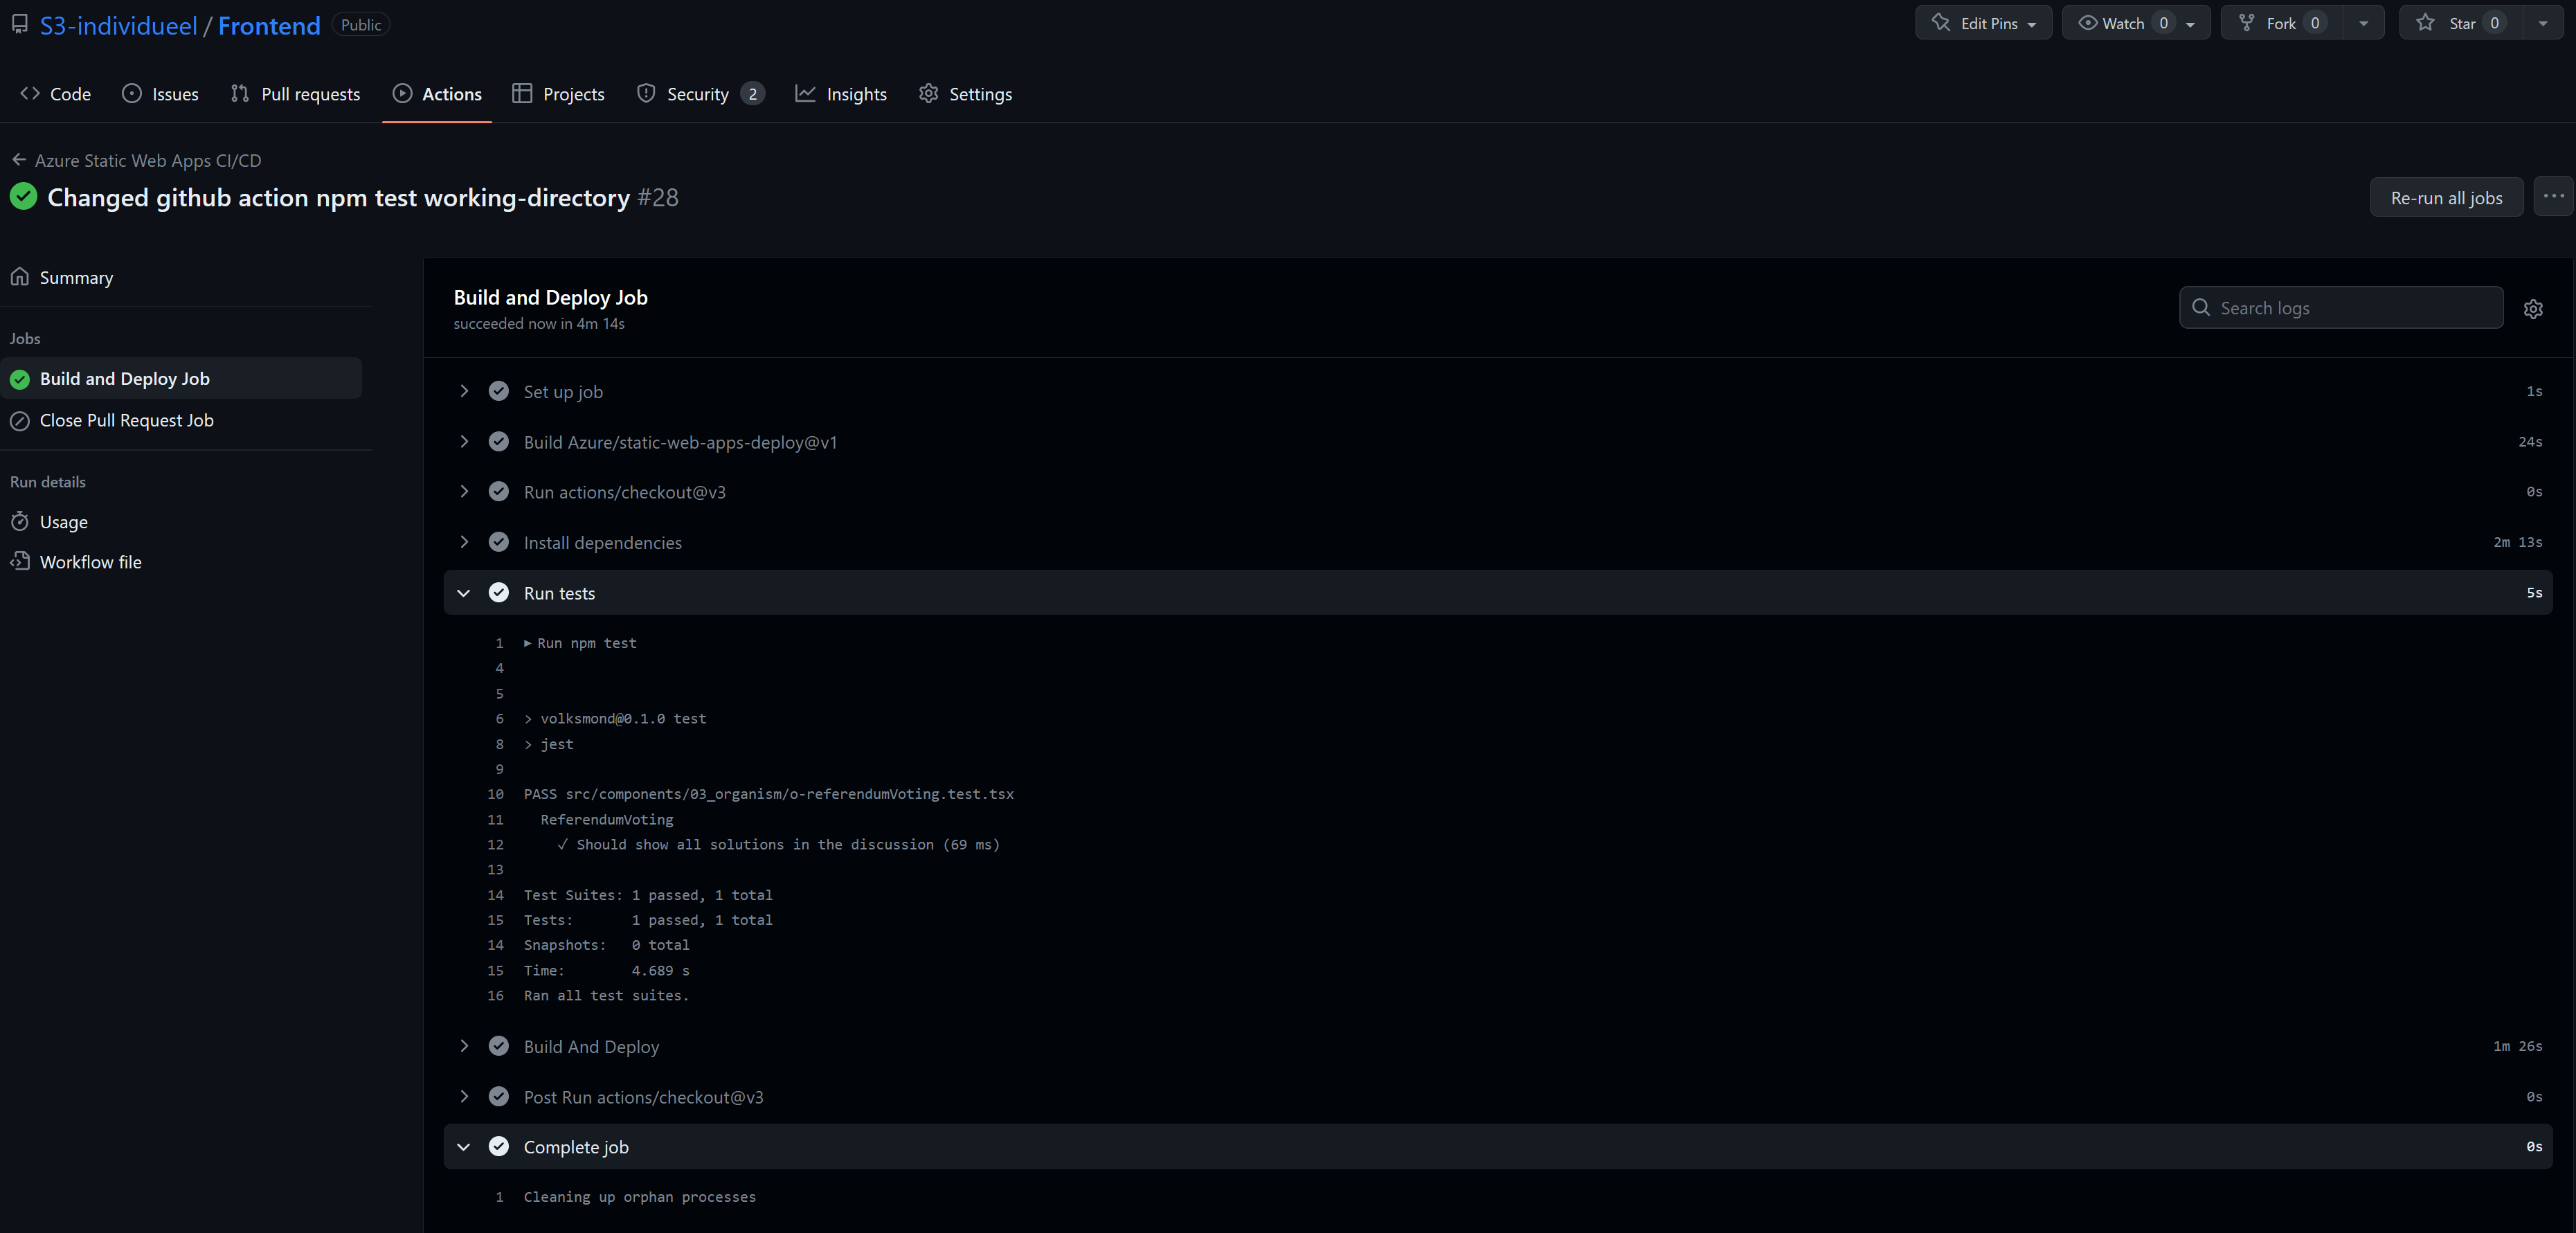 S3-individueel / Frontend Public Edit Pins Watch 0 Fork 0 Star 0
Code Issues Pull requests Actions Projects Security 2 Insights Settings
Azure Static Web Apps CI/CD
Changed github action npm test working-directory #28
Re-run all jobs
Summary
Jobs
Build and Deploy Job
Close Pull Request Job
Run details
Usage
Workflow file
Build and Deploy Job
succeeded now in 4m 14s
Search logs
Set up job 1s
Build Azure/static-web-apps-deploy@v1 24s
Run actions/checkout@v3 0s
Install dependencies 2m 13s
Run tests 5s
1 ▸ Run npm test
4
5
6 > volksmond@0.1.0 test
8 > jest
9
10 PASS src/components/03_organism/o-referendumVoting.test.tsx
11 ReferendumVoting
12 ✓ Should show all solutions in the discussion (69 ms)
13
14 Test Suites: 1 passed, 1 total
15 Tests: 1 passed, 1 total
14 Snapshots: 0 total
15 Time: 4.689 s
16 Ran all test suites.
Build And Deploy 1m 26s
Post Run actions/checkout@v3 0s
Complete job 0s
1 Cleaning up orphan processes